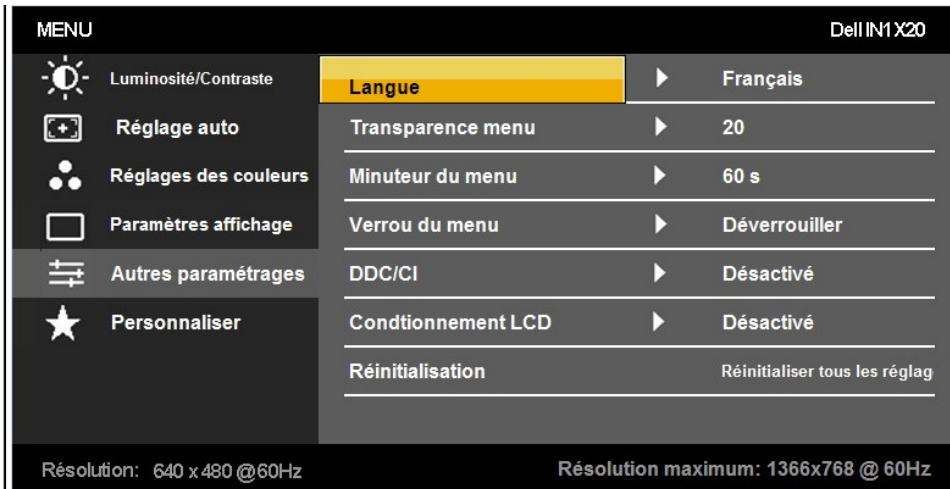 MENU Dell IN1X20
Luminosité/Contraste Langue Français
Réglage auto Transparence menu 20
Réglages des couleurs Minuteur du menu 60 s
Paramètres affichage Verrou du menu Déverrouiller
Autres paramétrages DDC/CI Désactivé
Personnaliser Condtionnement LCD Désactivé
Réinitialisation Réinitialiser tous les réglag
Résolution: 640 x 480 @60Hz Résolution maximum: 1366x768 @ 60Hz